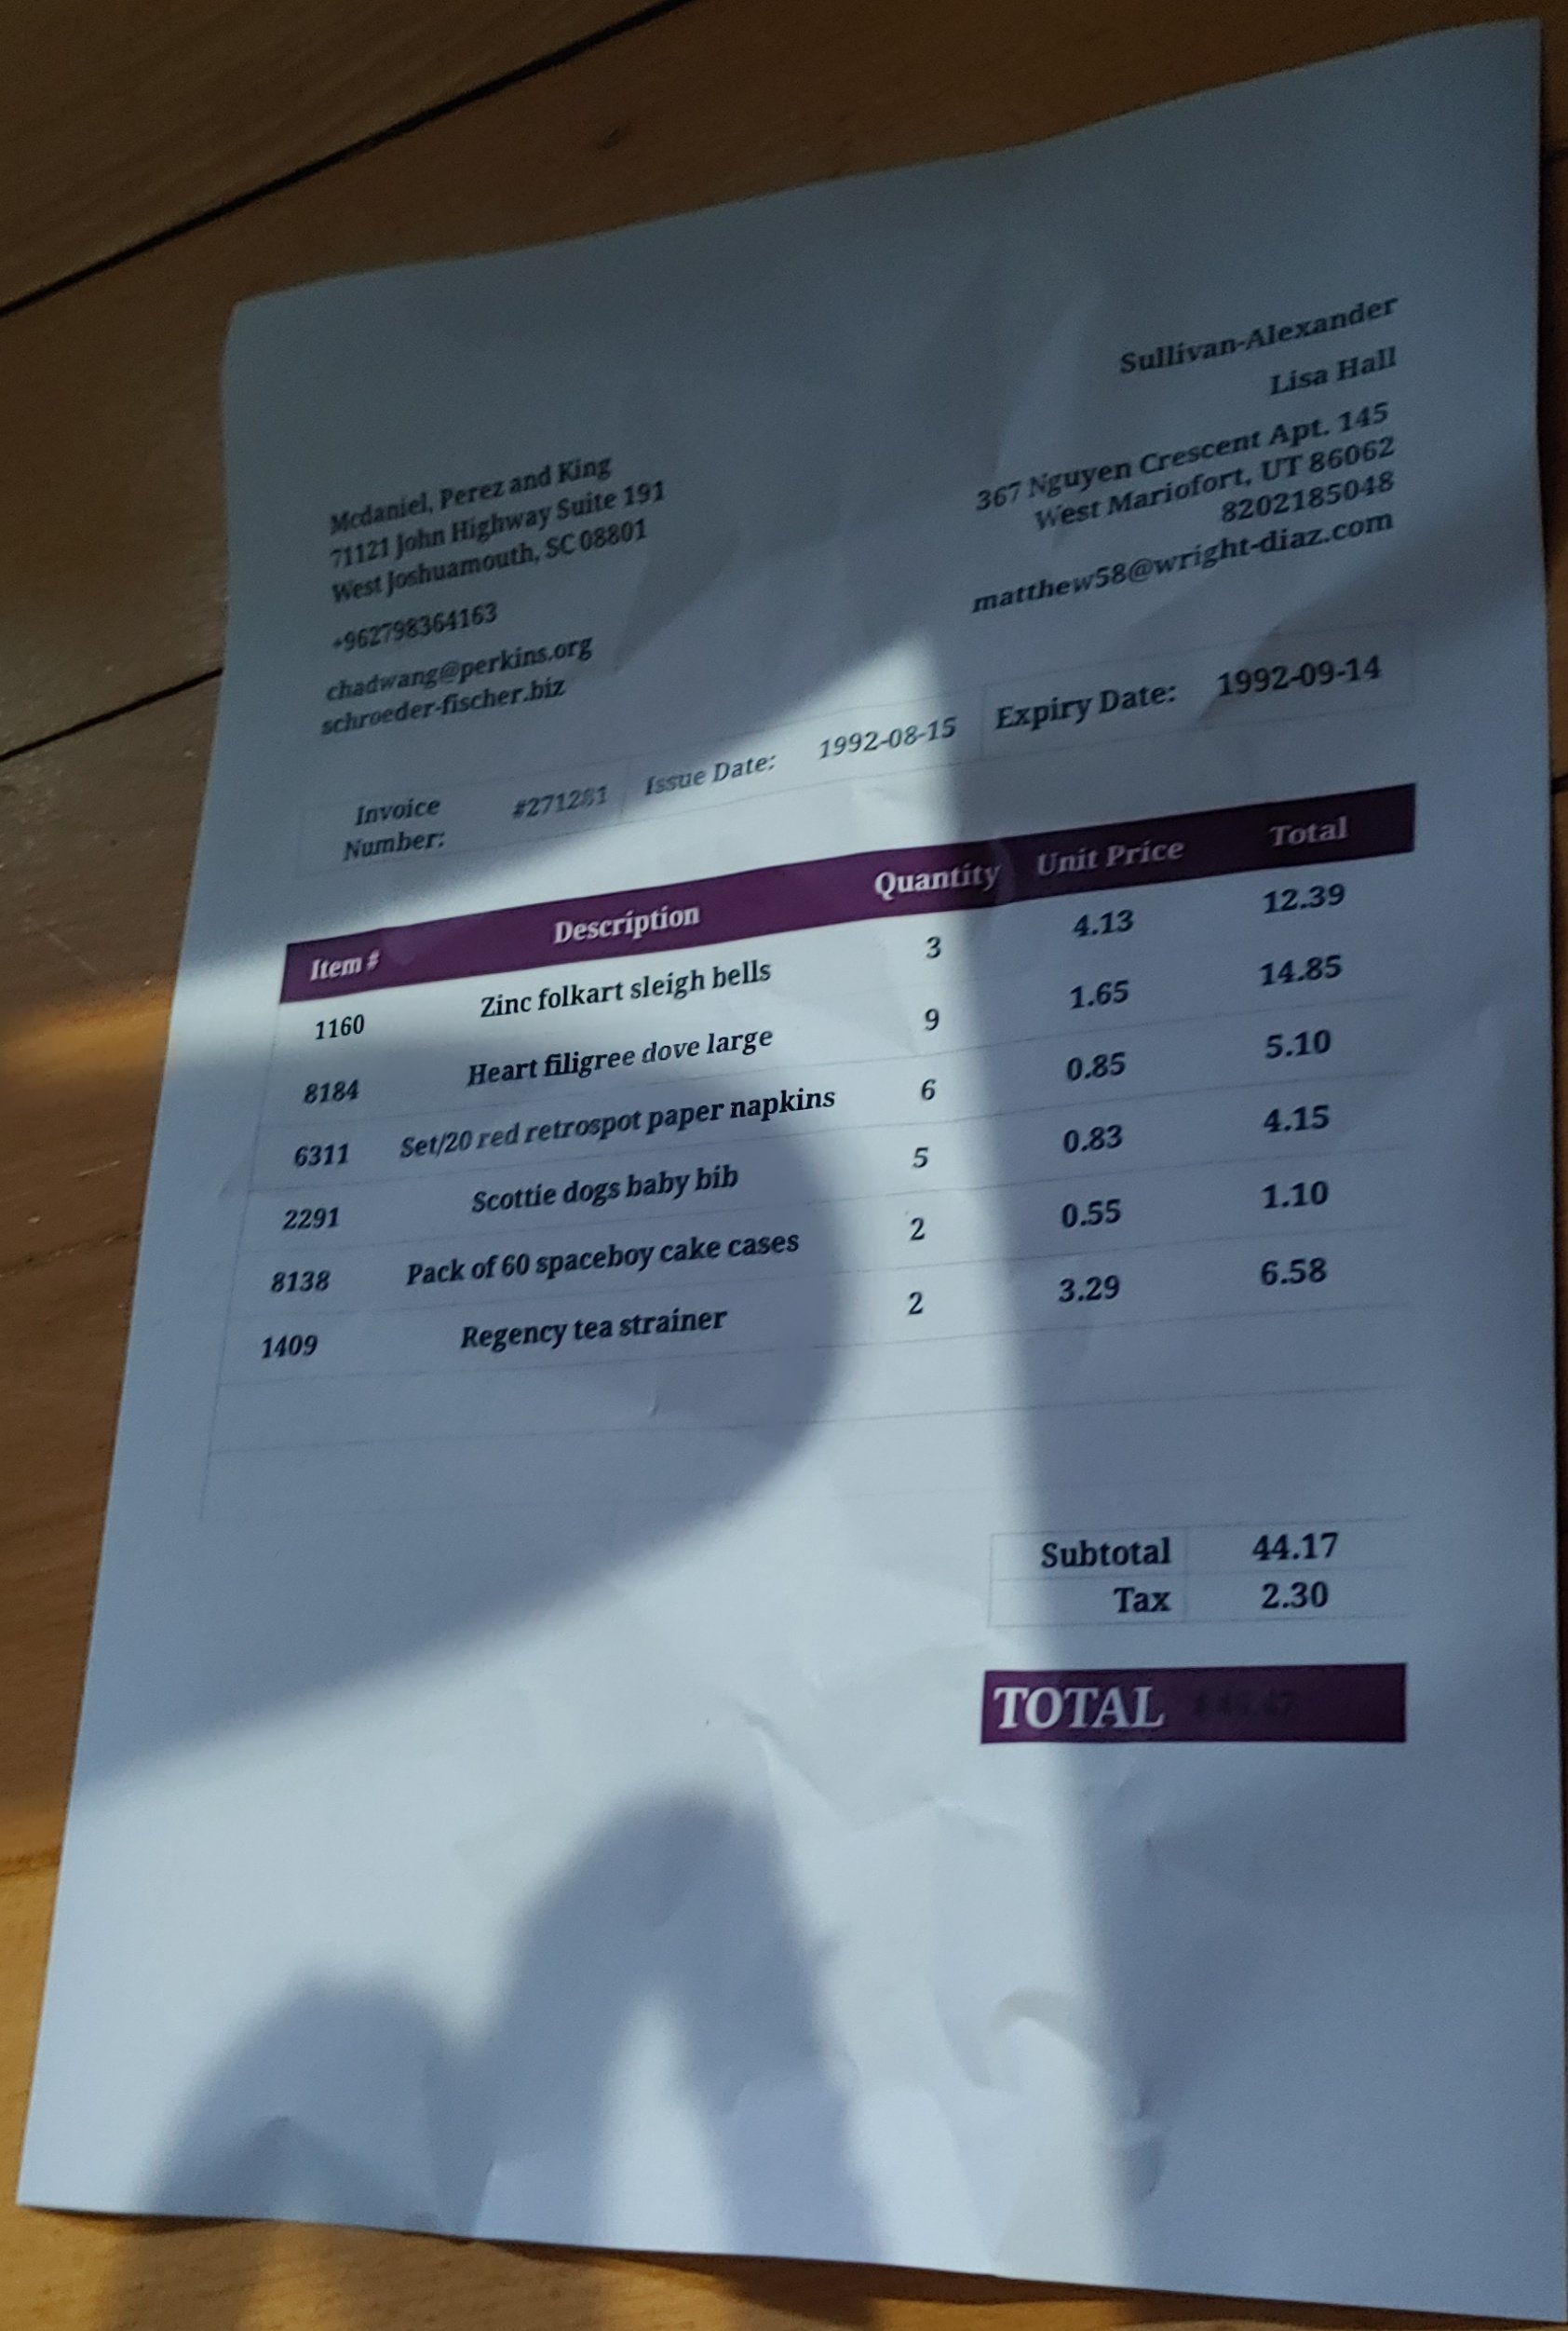 Sullivan-Alexander
Lisa Hall
367 Nguyen Crescent Apt. 145
West Mariofort, UT 86062
8202185048
matthew58@wright-diaz.com
Mcdaniel, Perez and King
71121 John Highway Suite 191
West Joshuamouth, SC 08801
+962798364163
chadwang@perkins.org
schroeder-fischer.biz
Invoice Number: Issue Date: 1992-08-15 Expiry Date: 1992-09-14
Item # Description Quantity Unit Price Total
1160 Zinc folkart sleigh bells 3 4.13 12.39
8184 Heart filigree dove large 9 1.65 14.85
6311 Set/20 red retrospot paper napkins 6 0.85 5.10
2291 Scottie dogs baby bib 5 0.83 4.15
8138 Pack of 60 spaceboy cake cases 2 0.55 1.10
1409 Regency tea strainer 2 3.29 6.58
Subtotal 44.17
Tax 2.30
TOTAL